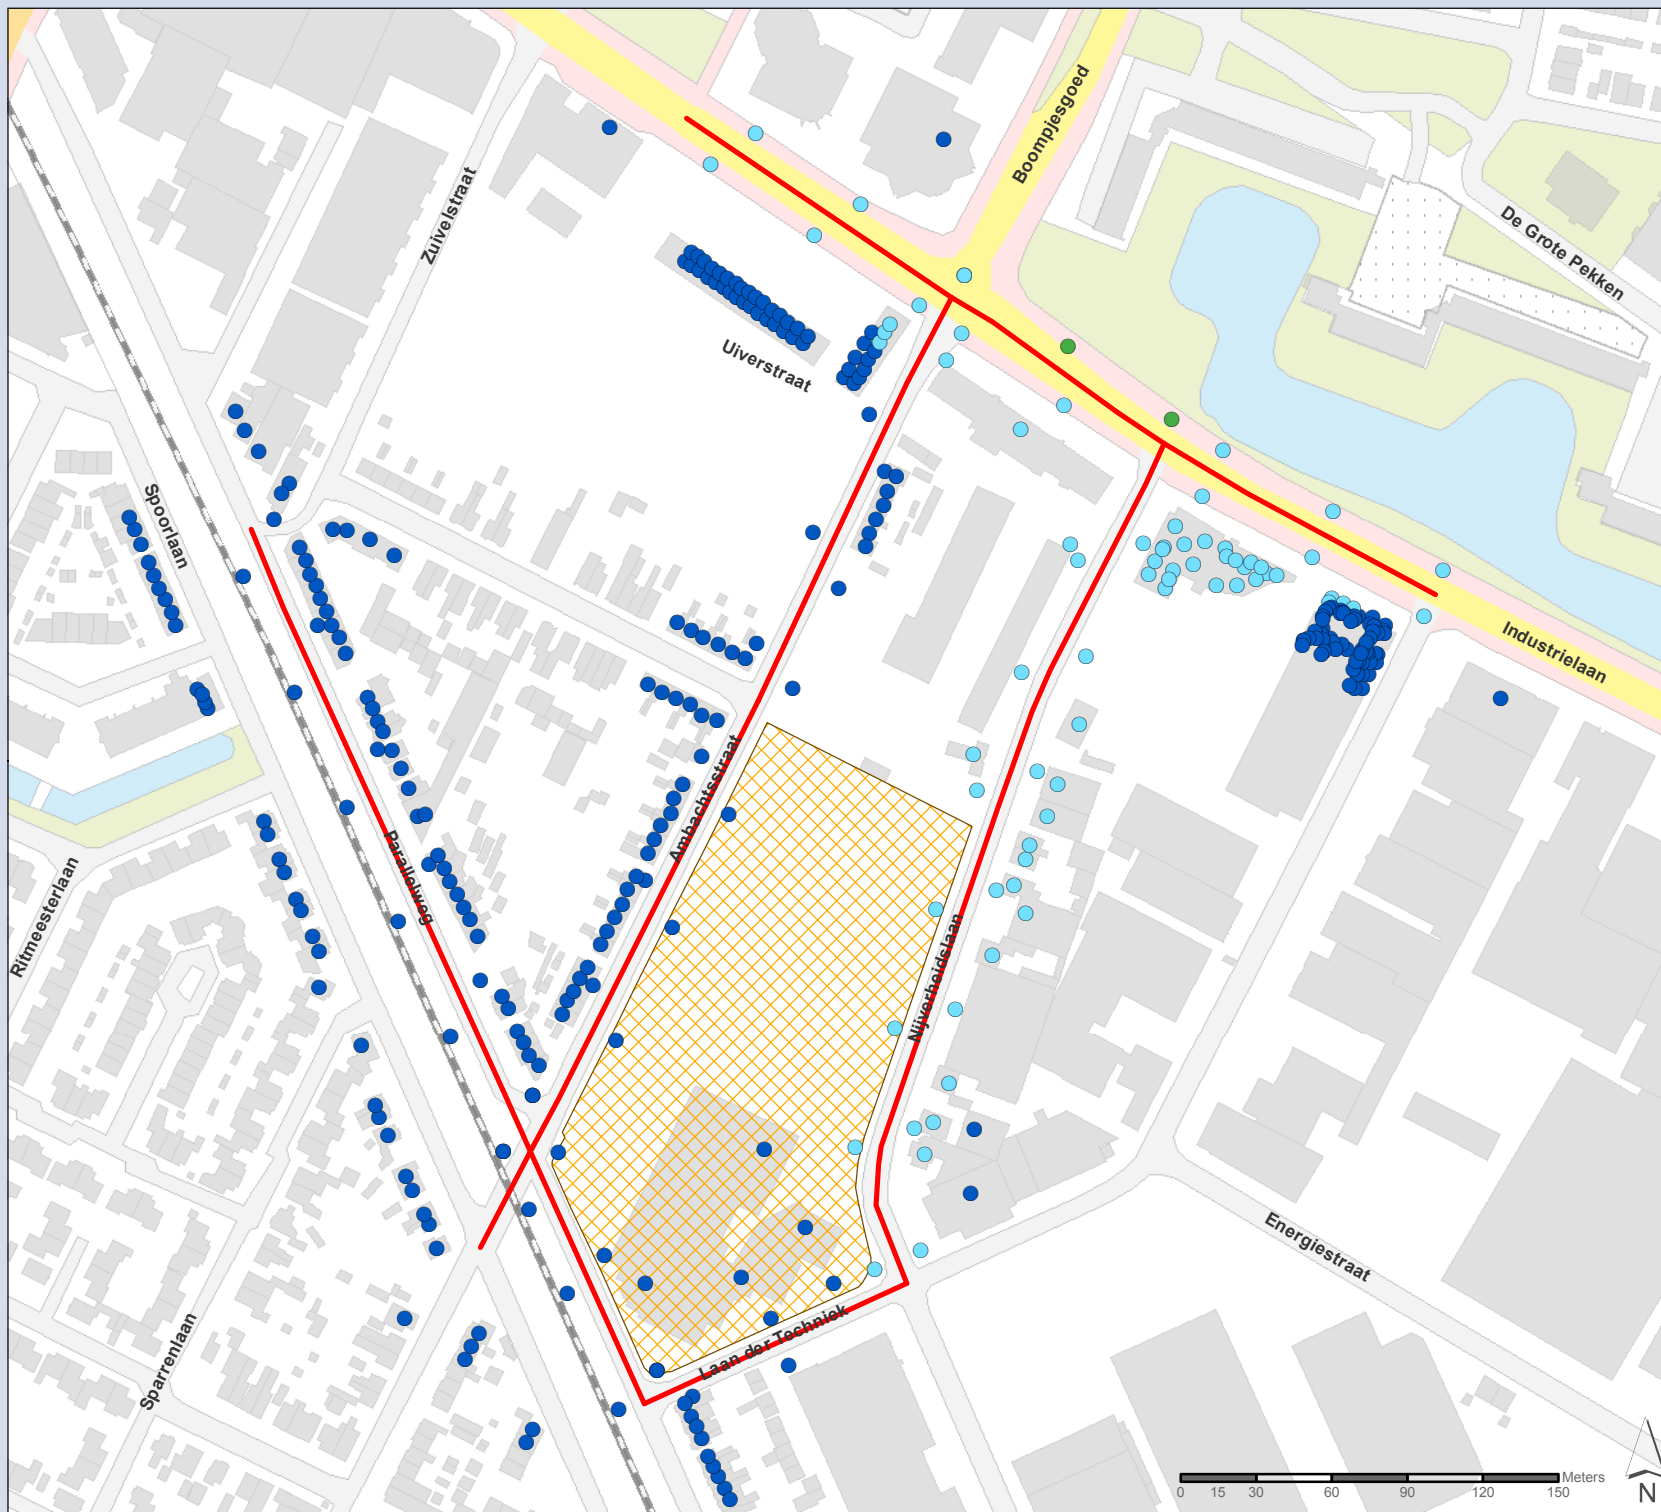 Boompjesgoed
Zuivelstraat
De Grote Pekken
Uiverstraat
Spoorlaan
Industrielaan
Ambachtsstraat
Parallelweg
Ritmeesterlaan
Nijverheidslaan
Energiestraat
Laan der Techniek
Sparrenlaan
Meters
0 15 30 60 90 120 150
N